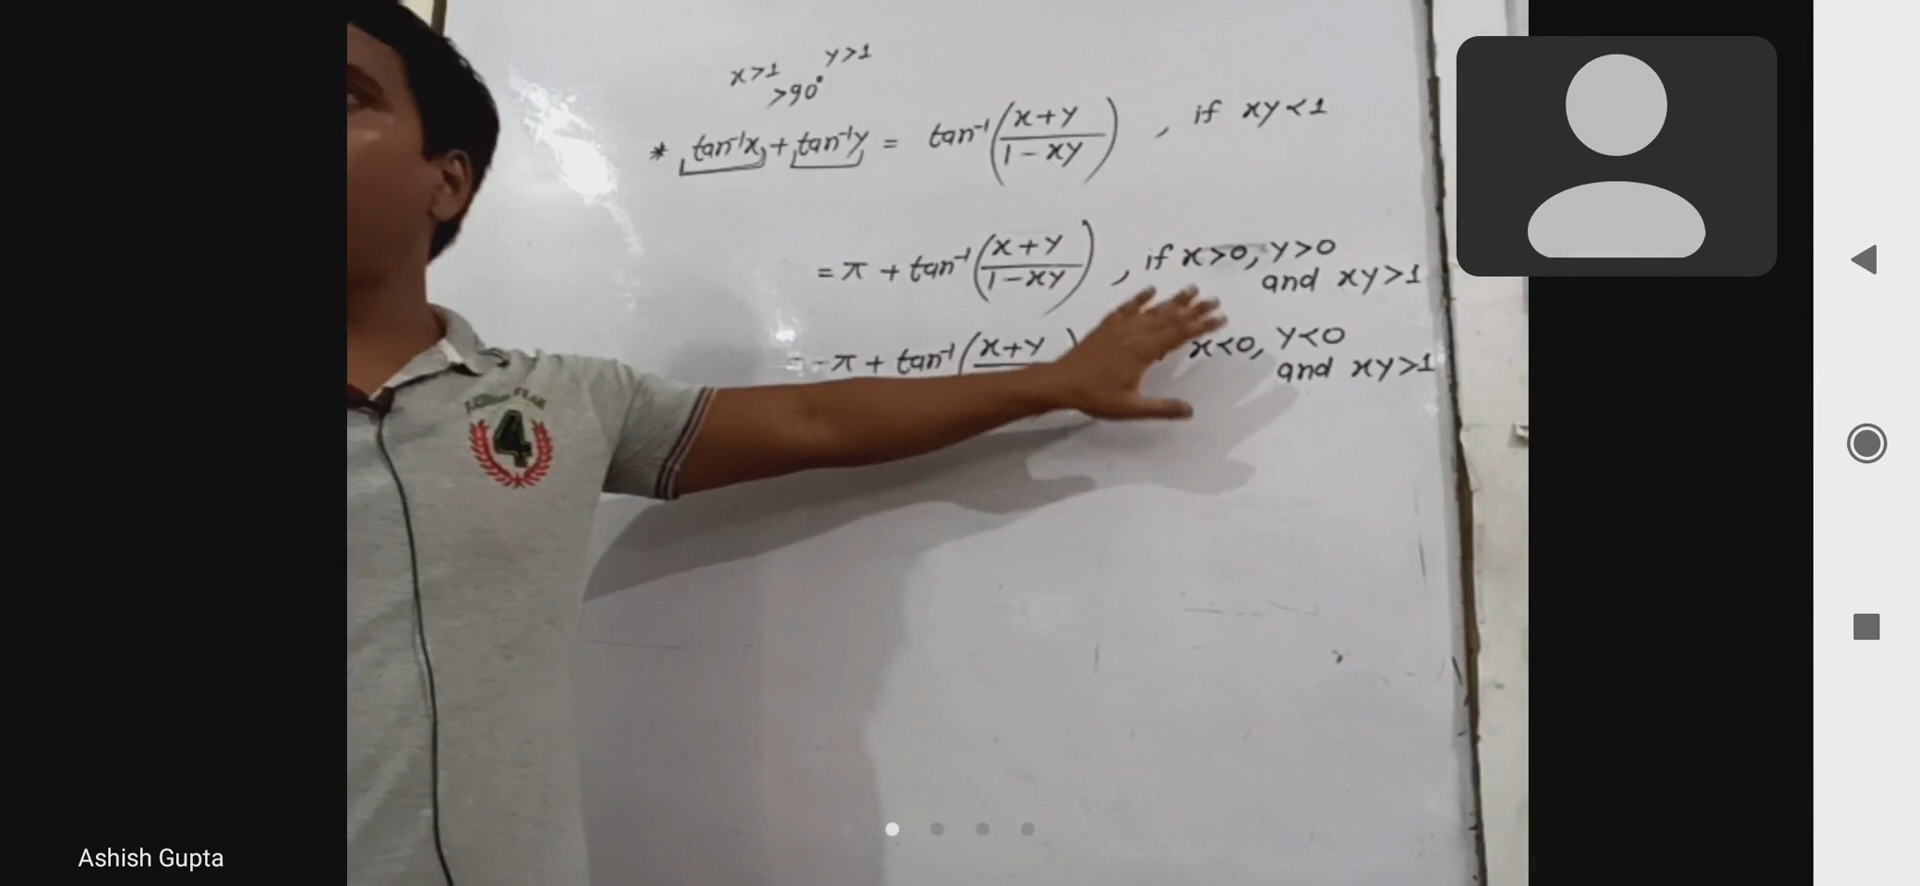 x>1 y>1
>90°
* tan⁻¹x + tan⁻¹y = tan⁻¹(x+y / 1-xy), if xy<1
= π + tan⁻¹(x+y / 1-xy), if x>0, y>0
and xy>1
= -π + tan⁻¹(x+y x<0, y<0
and xy>1
4
Ashish Gupta